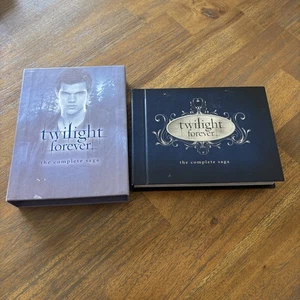 twilight
forever
the complete saga
twilight
forever
the complete saga